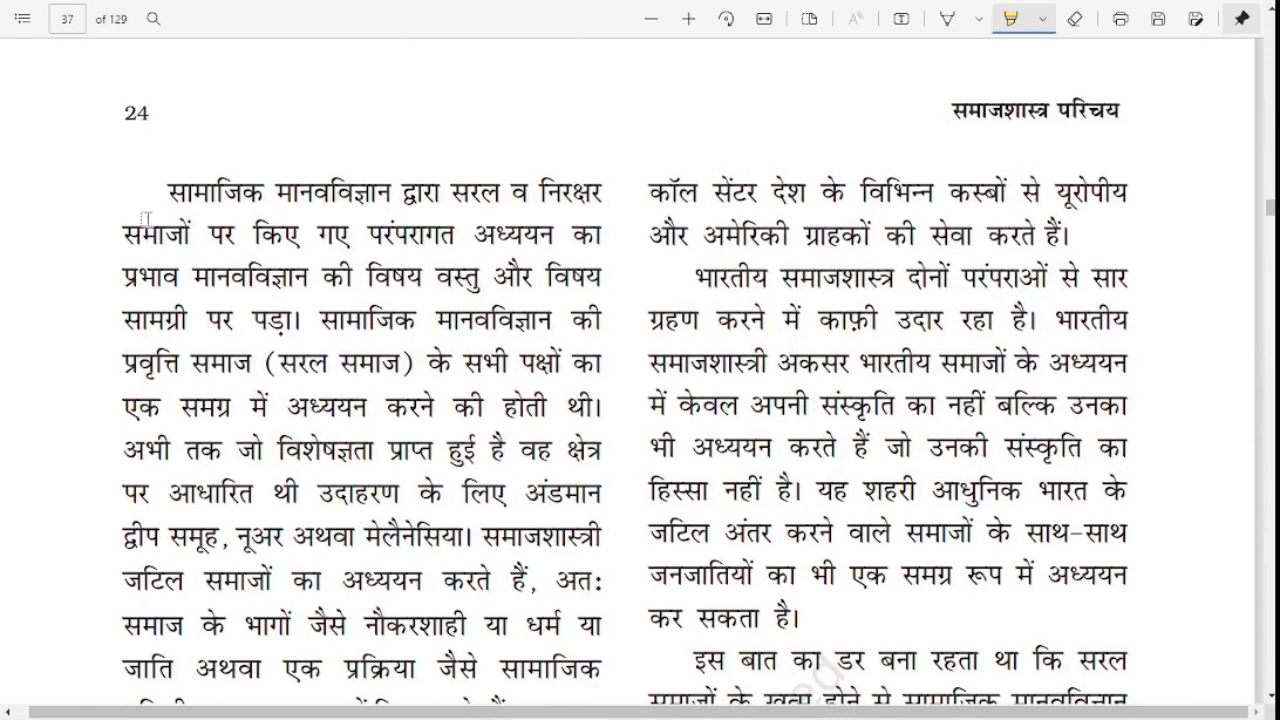 37 of 129
24
समाजशास्त्र परिचय
सामाजिक मानवविज्ञान द्वारा सरल व निरक्षर
समाजों पर किए गए परंपरागत अध्ययन का
प्रभाव मानवविज्ञान की विषय वस्तु और विषय
सामग्री पर पड़ा। सामाजिक मानवविज्ञान की
प्रवृत्ति समाज (सरल समाज) के सभी पक्षों का
एक समग्र में अध्ययन करने की होती थी।
अभी तक जो विशेषज्ञता प्राप्त हुई है वह क्षेत्र
पर आधारित थी उदाहरण के लिए अंडमान
द्वीप समूह, नूअर अथवा मेलैनेसिया। समाजशास्त्री
जटिल समाजों का अध्ययन करते हैं, अतः
समाज के भागों जैसे नौकरशाही या धर्म या
जाति अथवा एक प्रक्रिया जैसे सामाजिक
कॉल सेंटर देश के विभिन्न कस्बों से यूरोपीय
और अमेरिकी ग्राहकों की सेवा करते हैं।
भारतीय समाजशास्त्र दोनों परंपराओं से सार
ग्रहण करने में काफ़ी उदार रहा है। भारतीय
समाजशास्त्री अकसर भारतीय समाजों के अध्ययन
में केवल अपनी संस्कृति का नहीं बल्कि उनका
भी अध्ययन करते हैं जो उनकी संस्कृति का
हिस्सा नहीं है। यह शहरी आधुनिक भारत के
जटिल अंतर करने वाले समाजों के साथ-साथ
जनजातियों का भी एक समग्र रूप में अध्ययन
कर सकता है।
इस बात का डर बना रहता था कि सरल
समाजों के खत्म होने से सामाजिक मानवविज्ञान